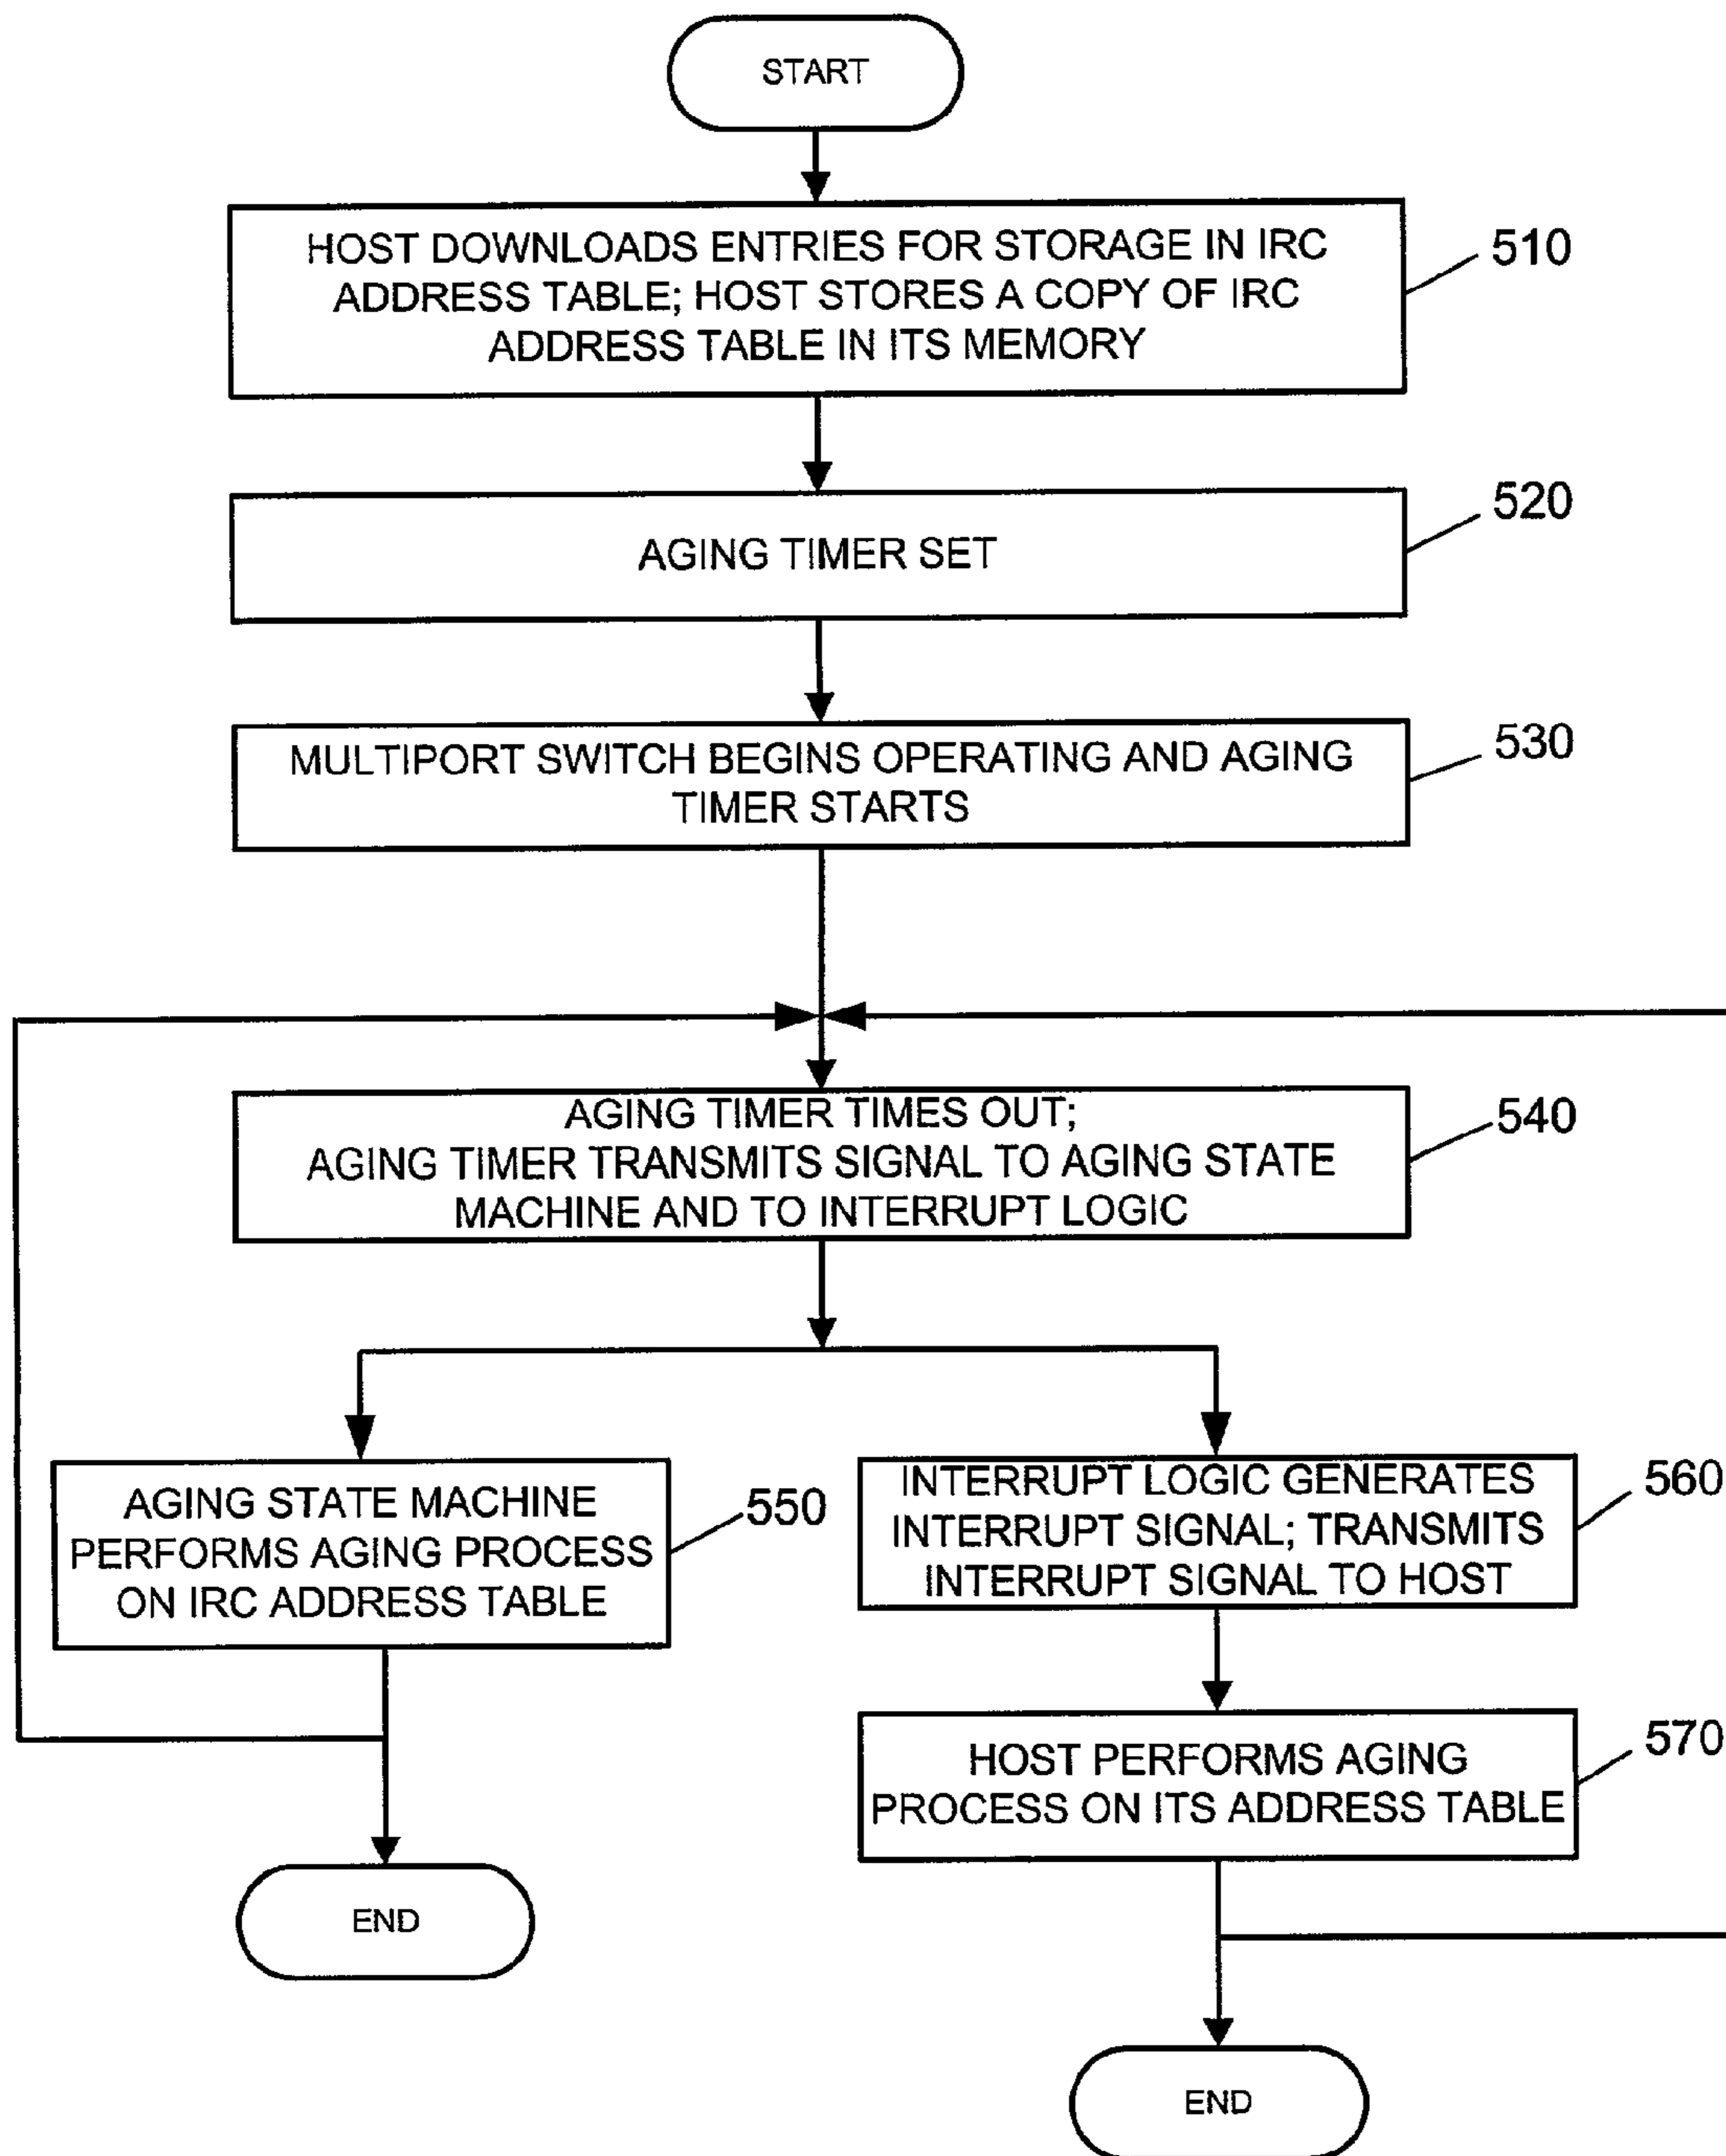 START
HOST DOWNLOADS ENTRIES FOR STORAGE IN IRC
ADDRESS TABLE; HOST STORES A COPY OF IRC
ADDRESS TABLE IN ITS MEMORY
510
AGING TIMER SET
520
MULTIPORT SWITCH BEGINS OPERATING AND AGING
TIMER STARTS
530
AGING TIMER TIMES OUT;
AGING TIMER TRANSMITS SIGNAL TO AGING STATE
MACHINE AND TO INTERRUPT LOGIC
540
AGING STATE MACHINE
PERFORMS AGING PROCESS
ON IRC ADDRESS TABLE
550
INTERRUPT LOGIC GENERATES
INTERRUPT SIGNAL; TRANSMITS
INTERRUPT SIGNAL TO HOST
560
HOST PERFORMS AGING
PROCESS ON ITS ADDRESS TABLE
570
END
END